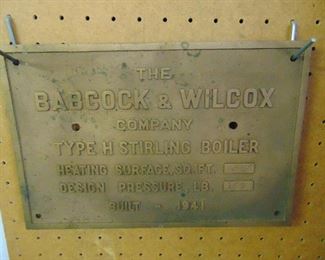 THE
BABCOCK & WILCOX
COMPANY
TYPE H STIRLING BOILER
HEATING SURFACE, SQ. FT.
DESIGN PRESSURE, LB.
BUILT - 1941